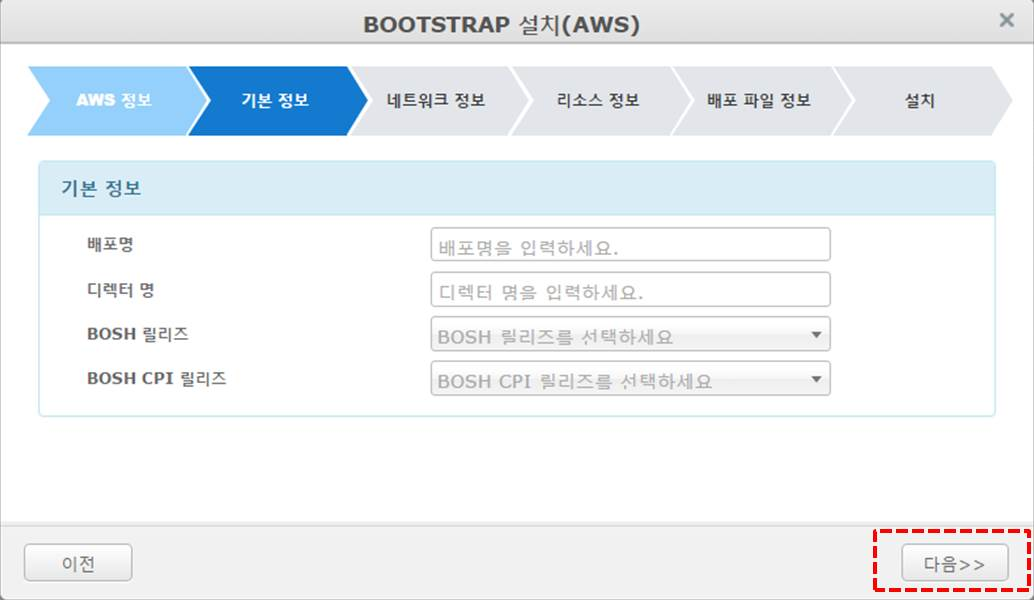 BOOTSTRAP 설치(AWS)
AWS 정보
기본 정보
네트워크 정보
리소스 정보
배포 파일 정보
설치
기본 정보
배포명
배포명을 입력하세요.
디렉터 명
디렉터 명을 입력하세요.
BOSH 릴리즈
BOSH 릴리즈를 선택하세요
BOSH CPI 릴리즈
BOSH CPI 릴리즈를 선택하세요
이전
다음>>